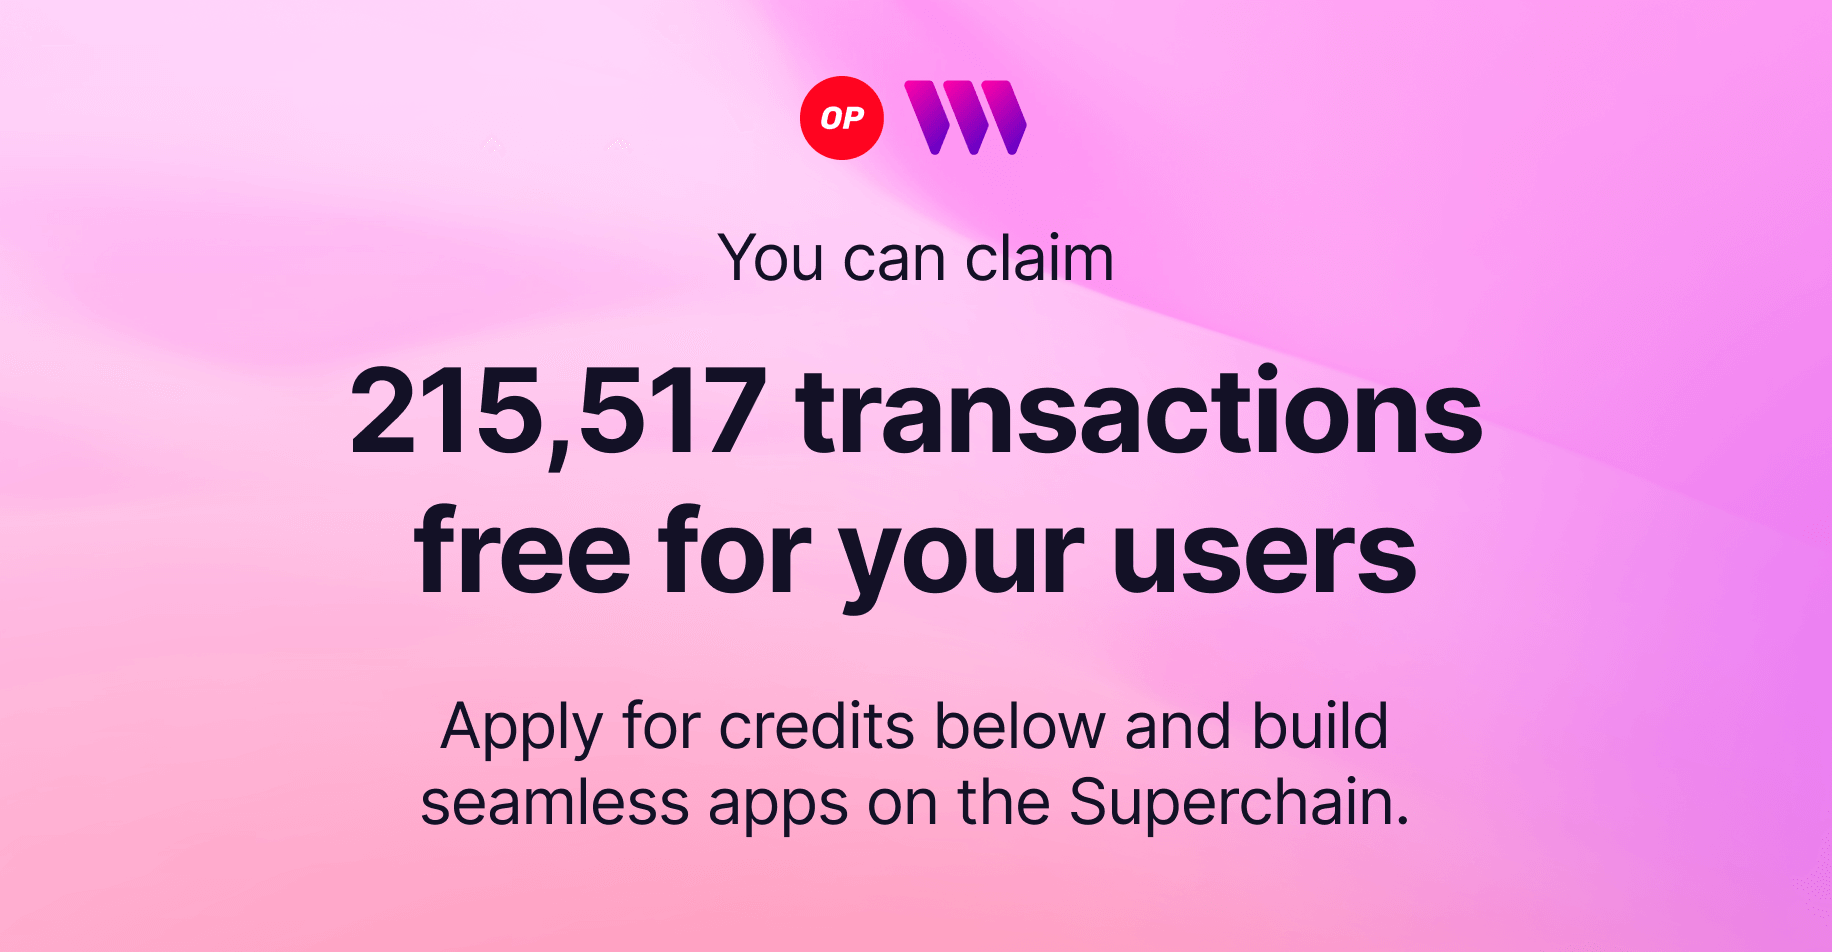 OP
You can claim
215,517 transactions
free for your users
Apply for credits below and build
seamless apps on the Superchain.